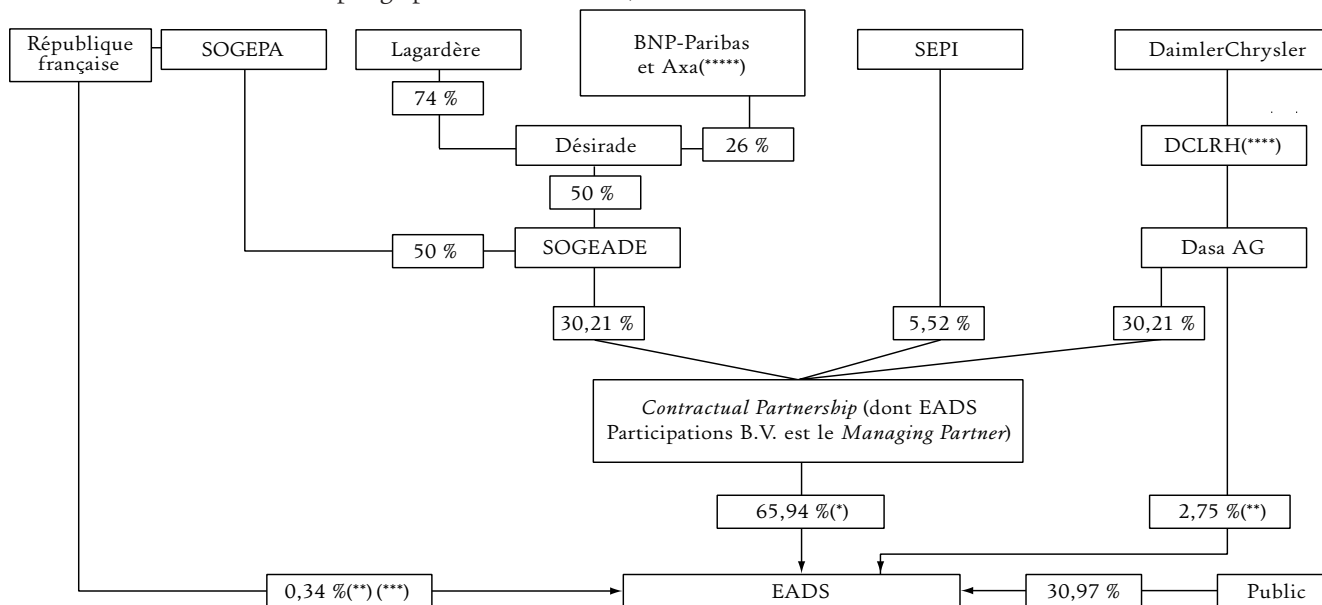 République
française
SOGEPA
Lagardère
BNP-Paribas
et Axa(*****)
SEPI
DaimlerChrysler
74 %
Désirade
26 %
DCLRH(****)
50 %
50 %
SOGEADE
Dasa AG
30,21 %
5,52 %
30,21 %
Contractual Partnership (dont EADS
Participations B.V. est le Managing Partner)
65,94 %(*)
2,75 %(**)
0,34 %(**) (***)
EADS
30,97 %
Public